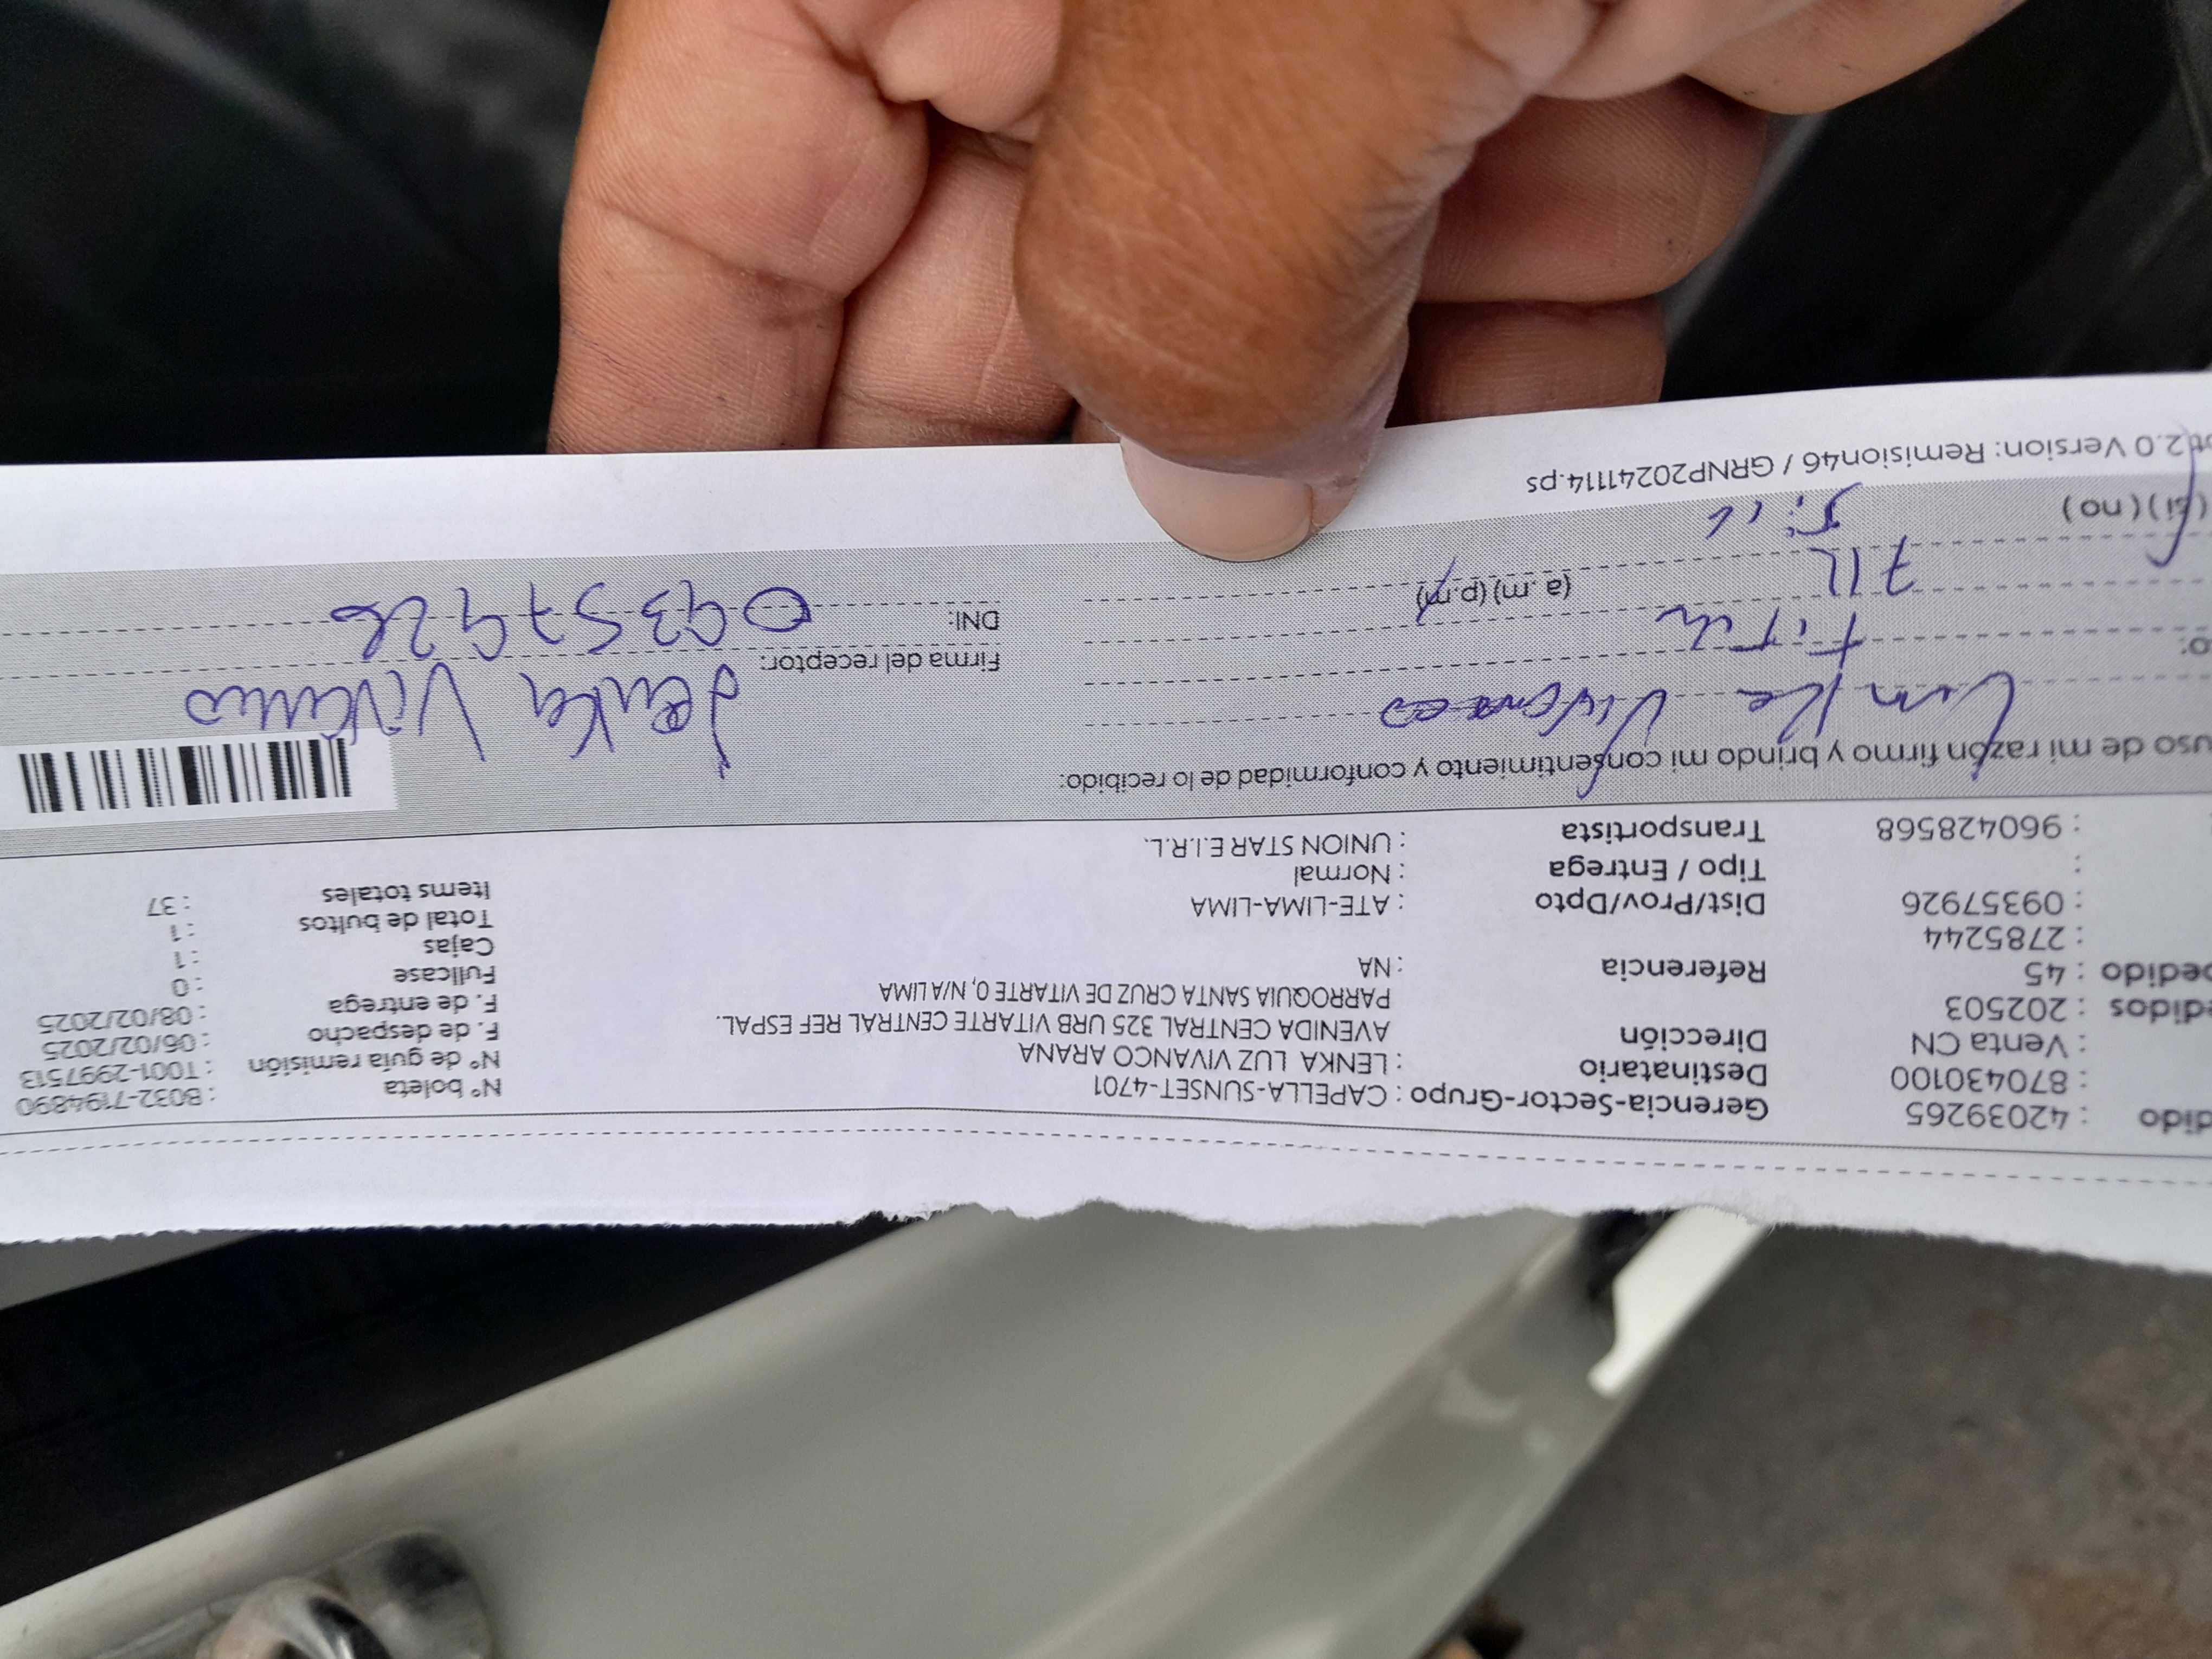 dido : 42039265 Gerencia-Sector-Grupo : CAPELLA-SUNSET-4701 N° boleta : B032-7194890
: 870430100 Destinatario : LENKA LUZ VIVANCO ARANA N° de guía remisión : T001-2997513
: Venta CN Dirección AVENIDA CENTRAL 325 URB VITARTE CENTRAL REF ESPAL. F. de despacho : 06/02/2025
edidos : 202503 PARROQUIA SANTA CRUZ DE VITARTE 0, N/A LIMA F. de entrega : 08/02/2025
pedido : 45 Referencia : NA Fullcase : 0
: 2785244 Cajas : 1
: 09357926 Dist/Prov/Dpto : ATE-LIMA-LIMA Total de bultos : 1
: Tipo / Entrega : Normal Items totales : 37
: 960428568 Transportista : UNION STAR E.I.R.L.
uso de mi razón firmo y brindo mi consentimiento y conformidad de lo recibido:
Lenka Vivanco
Firma del receptor: Lenka Vivanco
o: Titular
DNI: 09357926
712 (a.m) (p.m)
(si) (no)
2.0 Version: Remision46 / GRNP20241114.ps